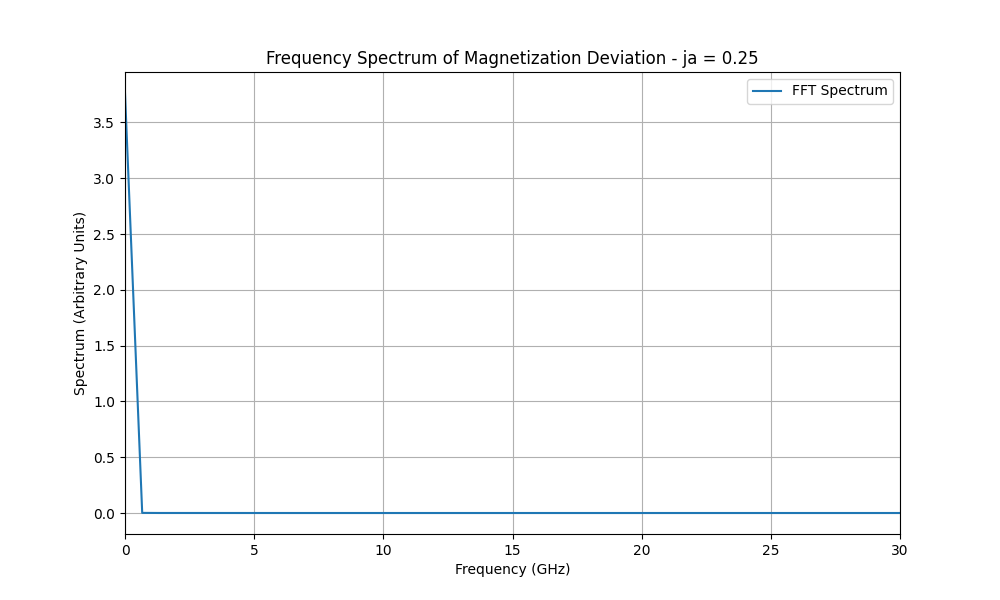 Frequency Spectrum of Magnetization Deviation - ja = 0.25
FFT Spectrum
3.5
3.0
2.5
2.0
1.5
1.0
0.5
0.0
Spectrum (Arbitrary Units)
0 5 10 15 20 25 30
Frequency (GHz)